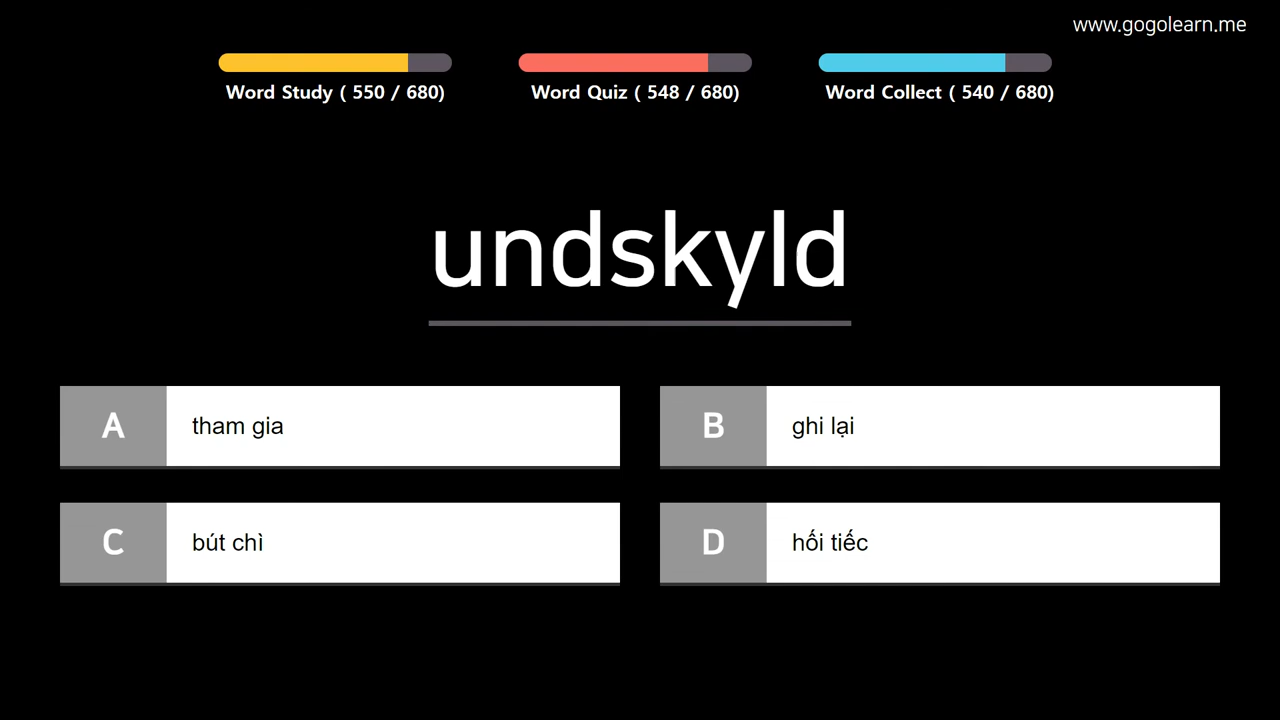 www.gogolearn.me
Word Study ( 550 / 680)
Word Quiz ( 548 / 680)
Word Collect ( 540 / 680)
undskyld
A tham gia
B ghi lại
C bút chì
D hối tiếc